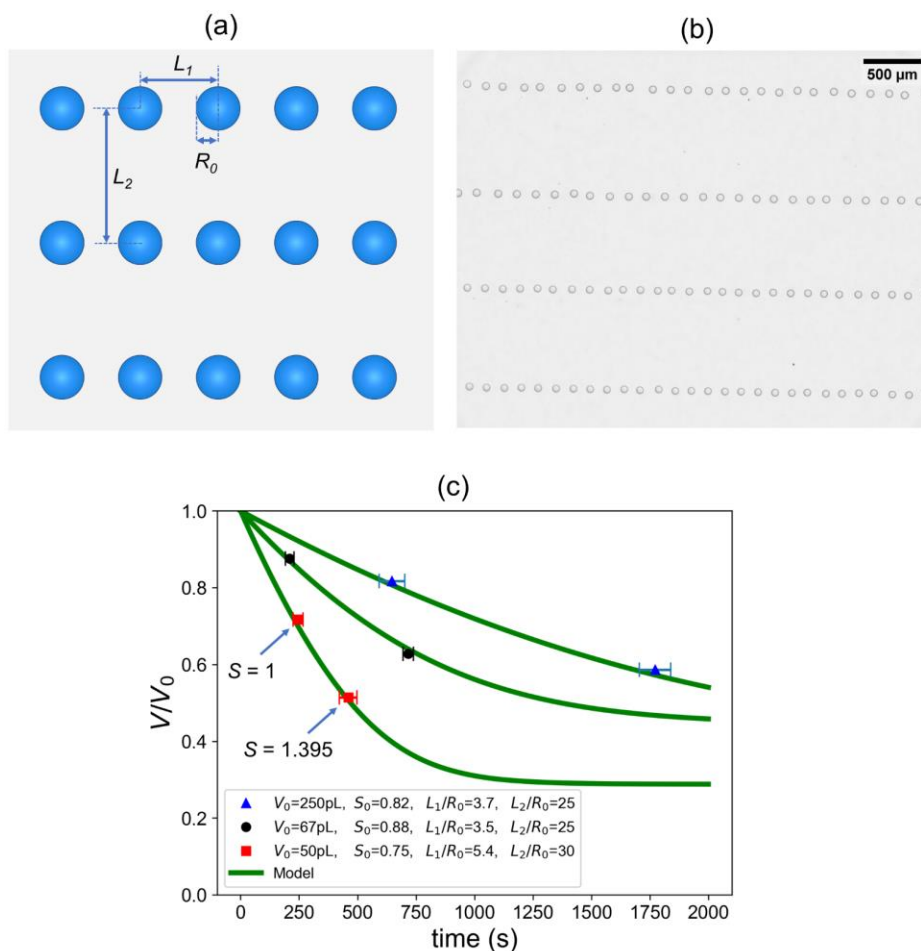 (a)
L₁
R₀
L₂
(b)
500 µm
(c)
V/V₀
1.0
0.8
0.6
0.4
0.2
0.0
S = 1
S = 1.395
V₀=250pL, S₀=0.82, L₁/R₀=3.7, L₂/R₀=25
V₀=67pL, S₀=0.88, L₁/R₀=3.5, L₂/R₀=25
V₀=50pL, S₀=0.75, L₁/R₀=5.4, L₂/R₀=30
Model
0 250 500 750 1000 1250 1500 1750 2000
time (s)